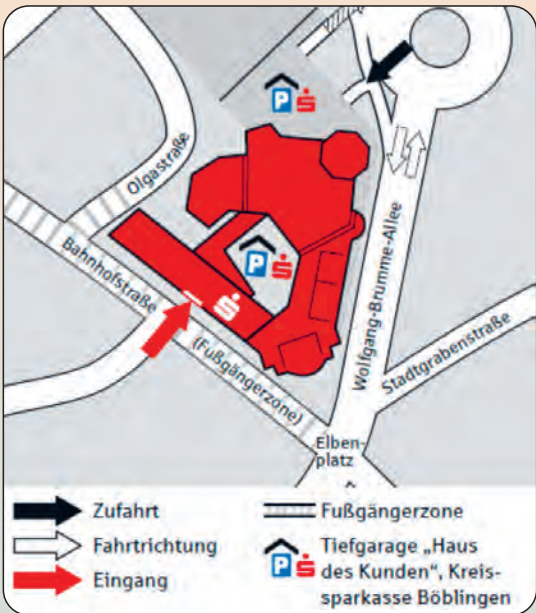 P
Olgastraße
Bahnhofstraße
P
(Fußgängerzone)
Wolfgang-Brumme-Allee
Stadtgrabenstraße
Elben-
platz
Zufahrt
Fahrtrichtung
Eingang
Fußgängerzone
P
Tiefgarage „Haus
des Kunden“, Kreis-
sparkasse Böblingen